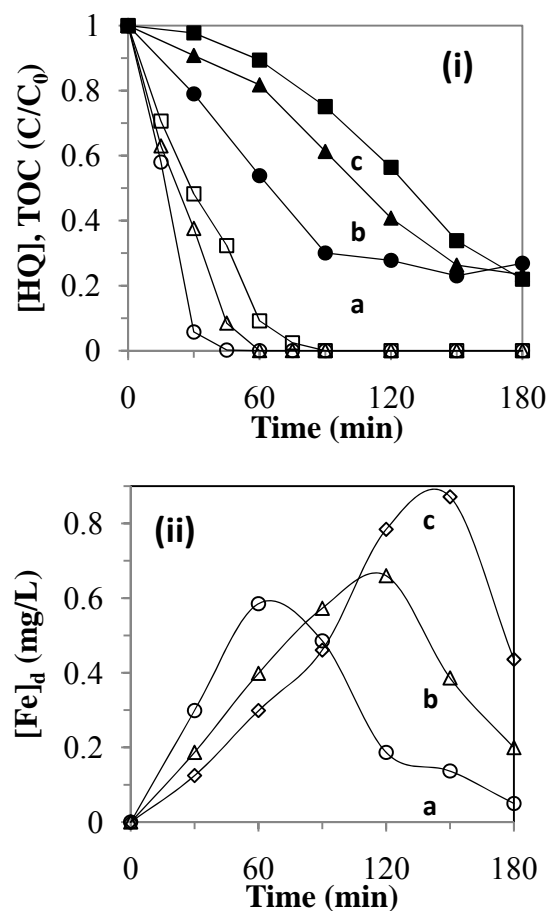 (i)
[HQ], TOC (C/C₀)
1
0.8
0.6
0.4
0.2
0
c
b
a
0 60 120 180
Time (min)
(ii)
[Fe]d (mg/L)
0.8
0.6
0.4
0.2
0
c
b
a
0 60 120 180
Time (min)